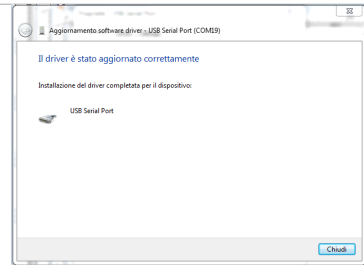 Aggiornamento software driver - USB Serial Port (COM19)
Il driver è stato aggiornato correttamente
Installazione del driver completata per il dispositivo:
USB Serial Port
Chiudi